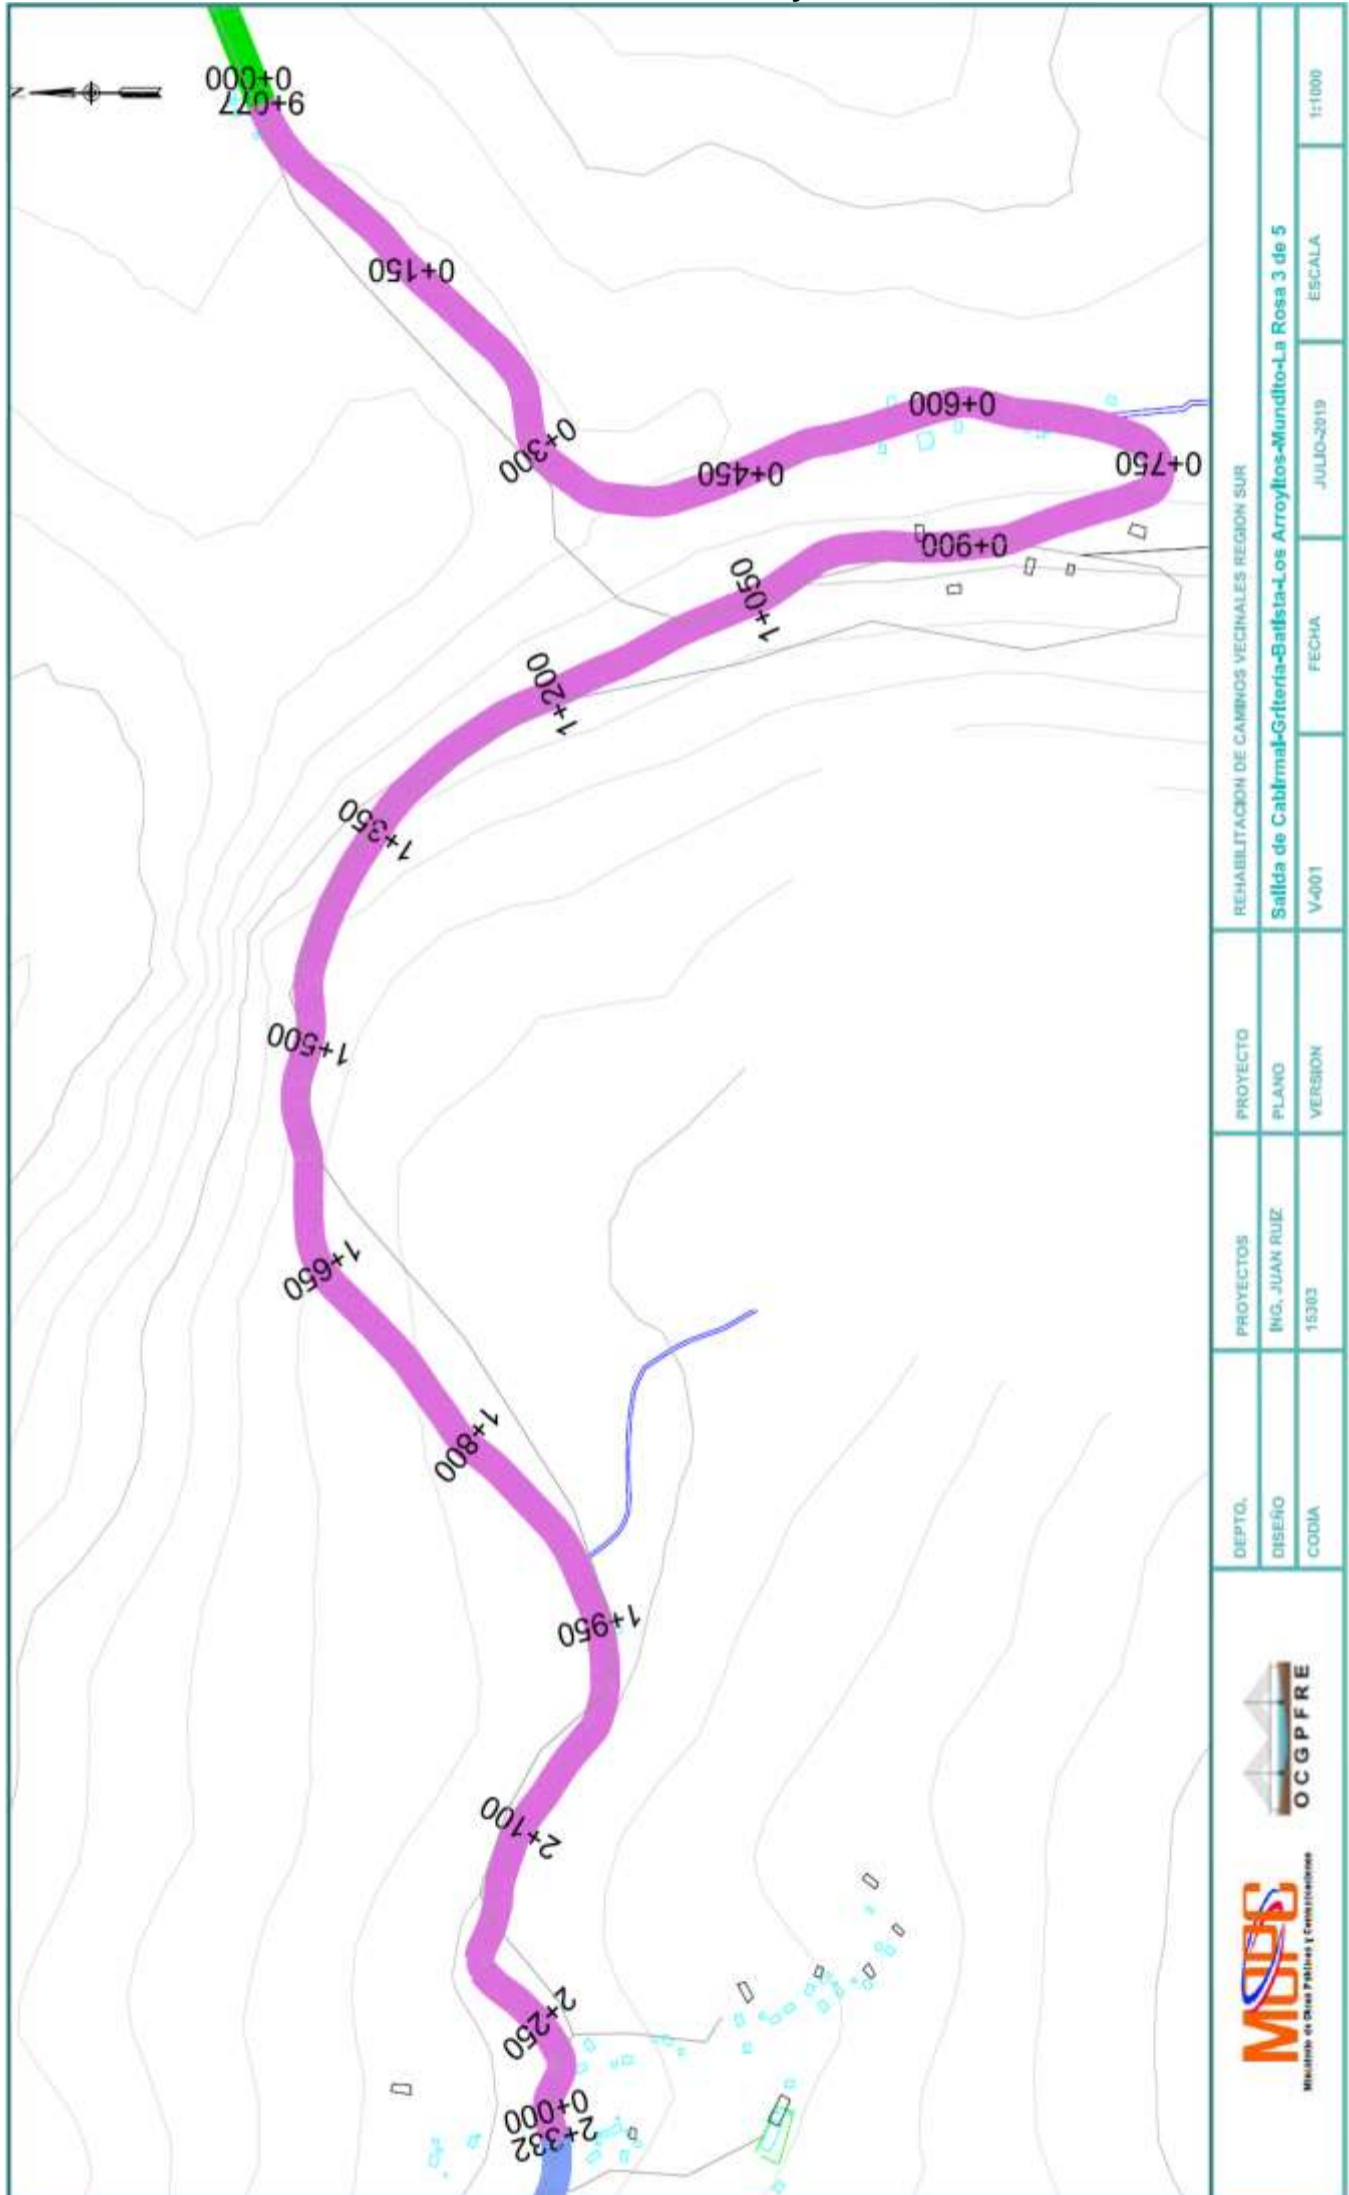 N
0+000
9+077
0+150
0+300
0+450
0+600
0+750
0+900
1+050
1+200
1+350
1+500
1+650
1+800
1+950
2+100
2+250
0+000
2+332
MOPC
Ministerio de Obras Públicas y Comunicaciones
OCGPFRE
DEPTO. PROYECTOS PROYECTO REHABILITACION DE CAMINOS VECINALES REGION SUR
DISEÑO ING. JUAN RUIZ PLANO Salida de Cabirmal-Griteria-Batista-Los Arroyitos-Mundito-La Rosa 3 de 5
CODIA 15303 VERSION V-001 FECHA JULIO-2019 ESCALA 1:1000